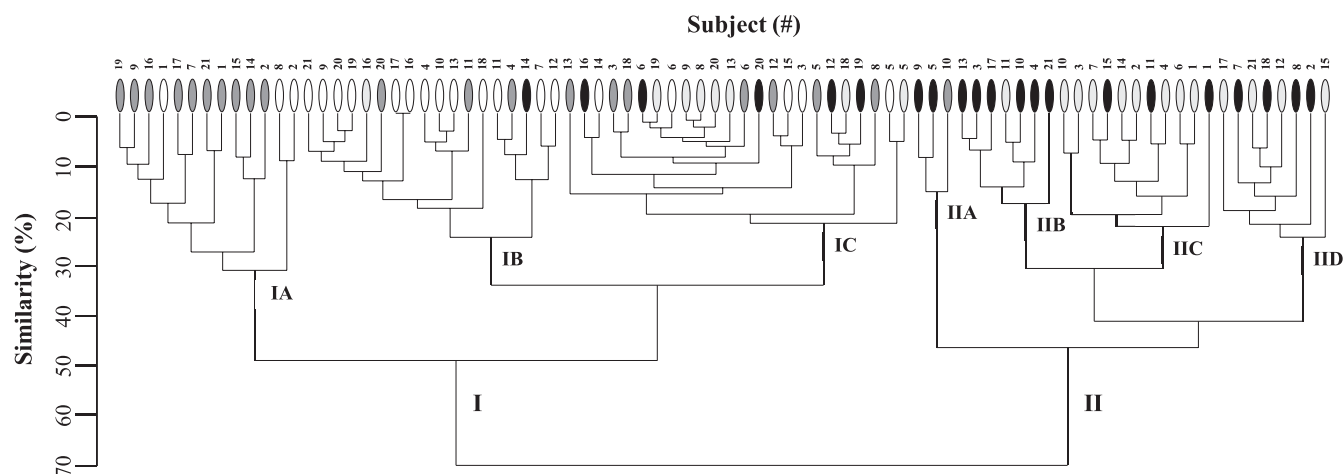 Subject (#)
19 9 16 1 17 7 21 1 15 14 2 8 2 21 9 20 19 16 20 17 16 4 10 13 11 18 11 4 14 7 12 13 16 14 3 18 6 19 6 9 8 20 13 6 20 12 15 3 5 12 18 19 8 5 5 9 5 10 13 3 17 11 10 4 21 10 3 7 15 14 2 11 4 6 1 1 17 7 21 18 12 8 2 15
0
10
20
30
40
50
60
70
Similarity (%)
IA
IB
IC
IIA
IIB
IIC
IID
I
II